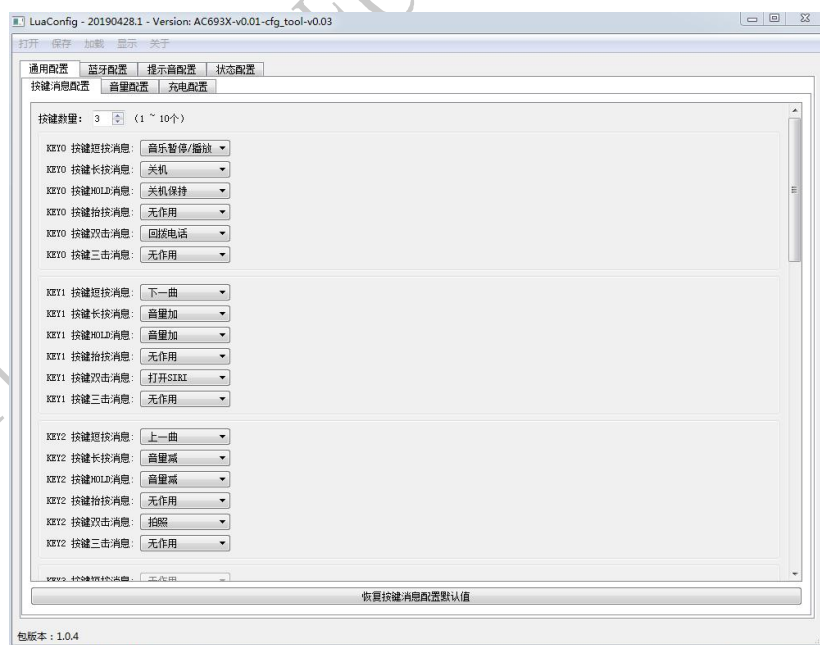 LuaConfig - 20190428.1 - Version: AC693X-v0.01-cfg_tool-v0.03
打开 保存 加载 显示 关于
通用配置 蓝牙配置 提示音配置 状态配置
按键消息配置 音量配置 充电配置
按键数量: 3 (1 ~ 10个)
KEY0 按键短按消息: 音乐暂停/播放
KEY0 按键长按消息: 关机
KEY0 按键HOLD消息: 关机保持
KEY0 按键抬按消息: 无作用
KEY0 按键双击消息: 回拨电话
KEY0 按键三击消息: 无作用
KEY1 按键短按消息: 下一曲
KEY1 按键长按消息: 音量加
KEY1 按键HOLD消息: 音量加
KEY1 按键抬按消息: 无作用
KEY1 按键双击消息: 打开SIRI
KEY1 按键三击消息: 无作用
KEY2 按键短按消息: 上一曲
KEY2 按键长按消息: 音量减
KEY2 按键HOLD消息: 音量减
KEY2 按键抬按消息: 无作用
KEY2 按键双击消息: 拍照
KEY2 按键三击消息: 无作用
KEY3 按键短按消息: 无作用
恢复按键消息配置默认值
包版本：1.0.4